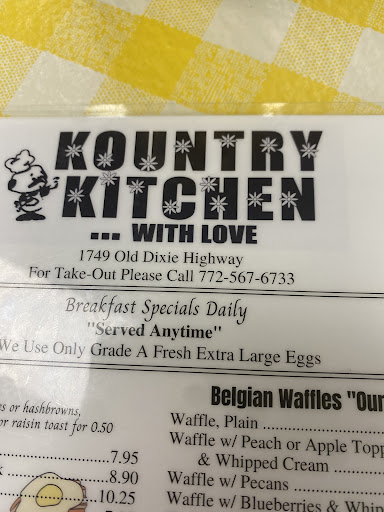 KOUNTRY
KITCHEN
... WITH LOVE
1749 Old Dixie Highway
For Take-Out Please Call 772-567-6733
Breakfast Specials Daily
"Served Anytime"
We Use Only Grade A Fresh Extra Large Eggs
or hashbrowns,
or raisin toast for 0.50
7.95
8.90
10.25
Belgian Waffles "Our
Waffle, Plain
Waffle w/ Peach or Apple
& Whipped Cream
Waffle w/ Pecans
Waffle w/ Blueberries &